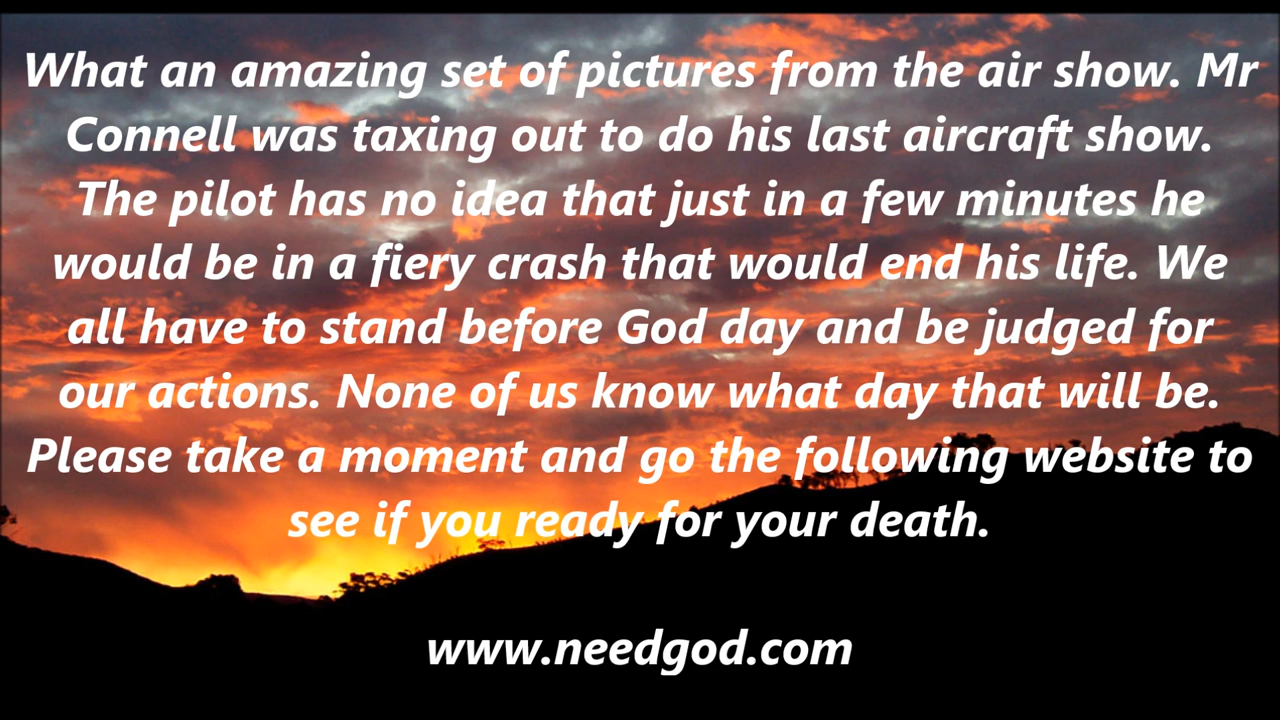 What an amazing set of pictures from the air show. Mr
Connell was taxing out to do his last aircraft show.
The pilot has no idea that just in a few minutes he
would be in a fiery crash that would end his life. We
all have to stand before God day and be judged for
our actions. None of us know what day that will be.
Please take a moment and go the following website to
see if you ready for your death.
www.needgod.com